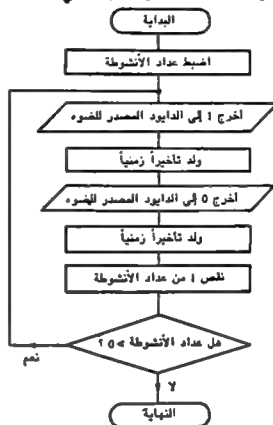 البداية
اضبط عداد الأنشوطة
أخرج 1 إلى الدايود المصدر للضوء
ولد تأخيراً زمنياً
أخرج 0 إلى الدايود المصدر للضوء
ولد تأخيراً زمنياً
نقص 1 من عداد الأنشوطة
هل عداد الأنشوطة > 0 ؟
نعم
لا
النهاية